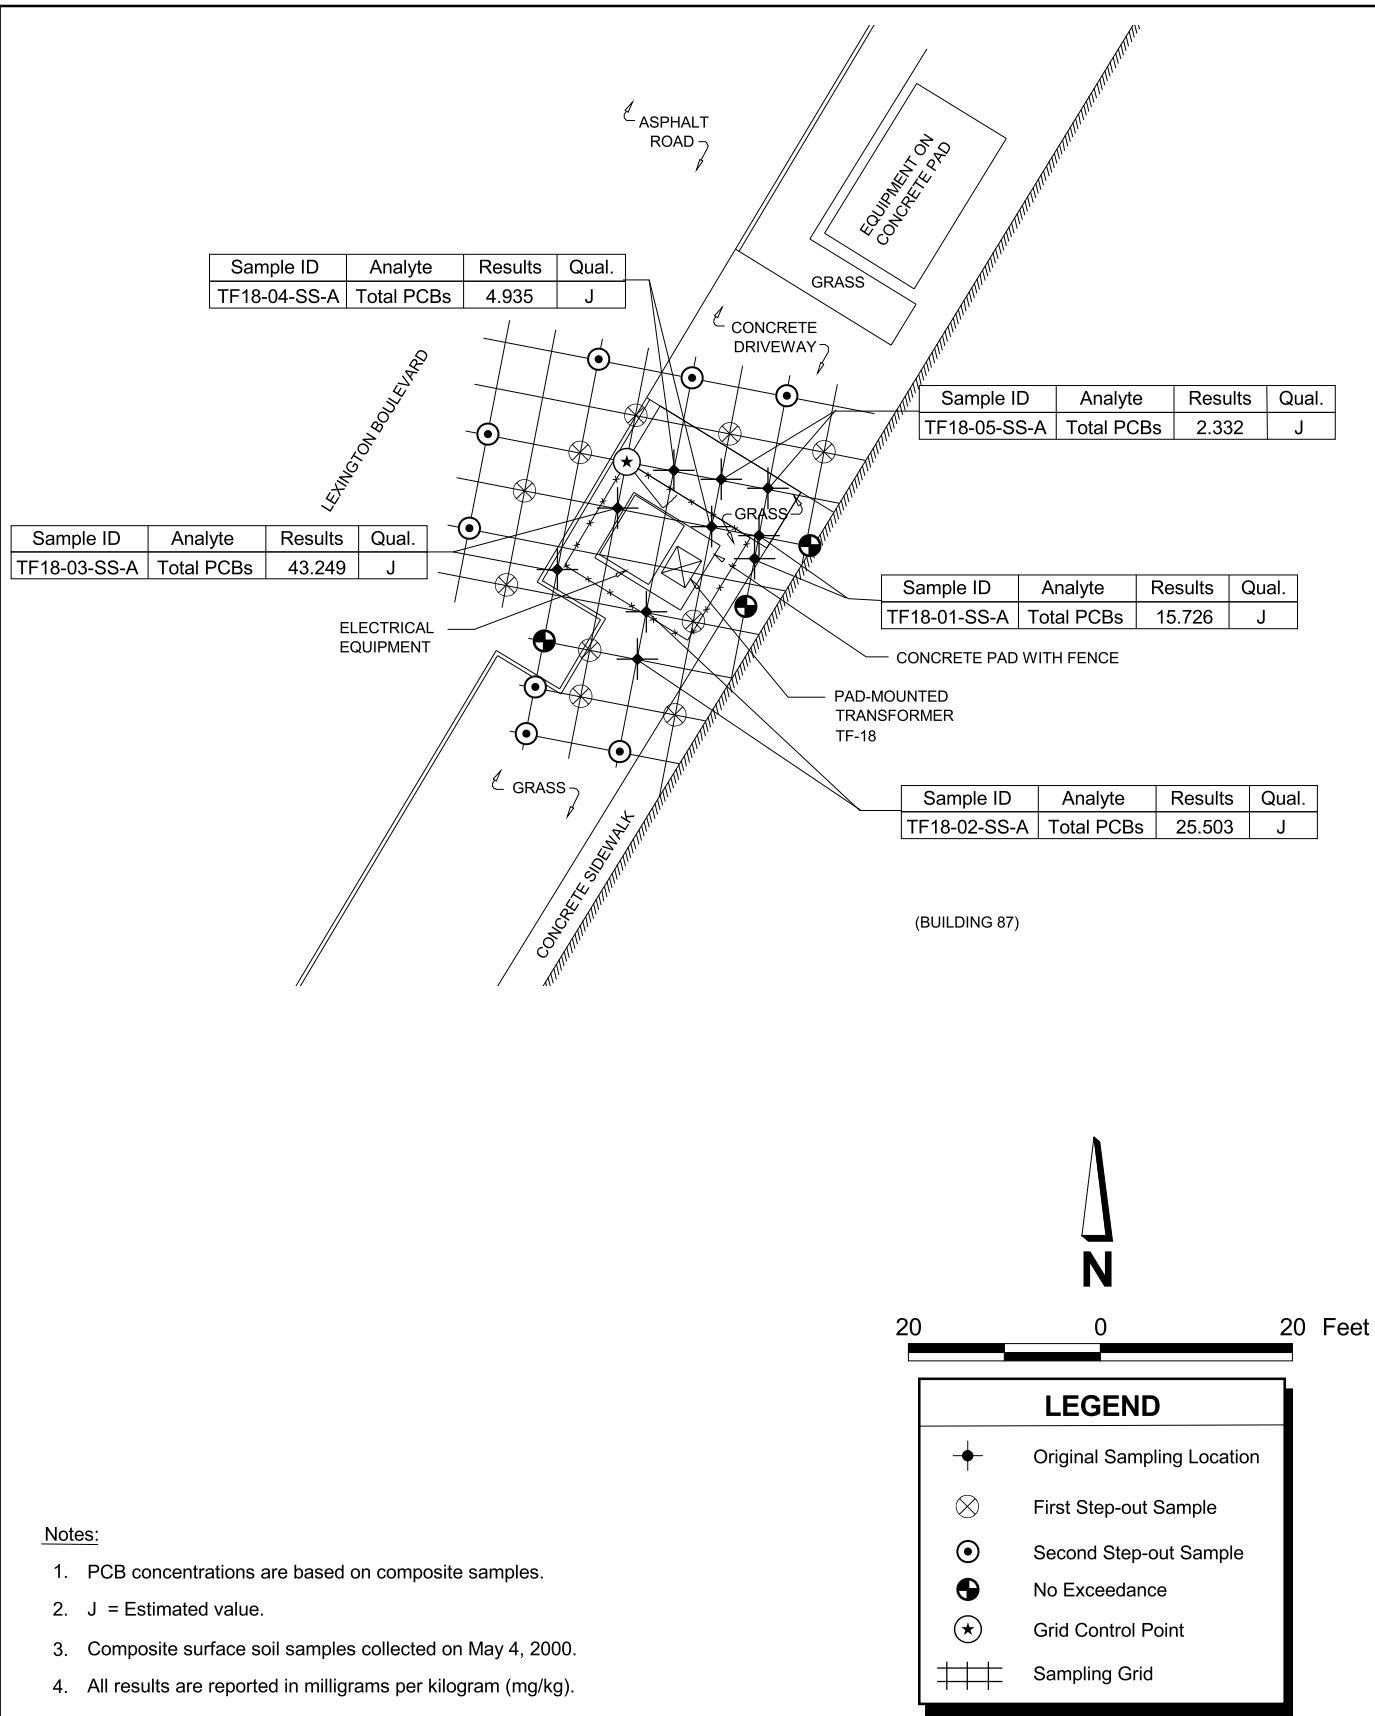 ASPHALT
ROAD
EQUIPMENT ON
CONCRETE PAD
GRASS
Sample ID Analyte Results Qual.
TF18-04-SS-A Total PCBs 4.935 J
CONCRETE
DRIVEWAY
LEXINGTON BOULEVARD
Sample ID Analyte Results Qual.
TF18-05-SS-A Total PCBs 2.332 J
GRASS
Sample ID Analyte Results Qual.
TF18-03-SS-A Total PCBs 43.249 J
Sample ID Analyte Results Qual.
TF18-01-SS-A Total PCBs 15.726 J
ELECTRICAL
EQUIPMENT
CONCRETE PAD WITH FENCE
PAD-MOUNTED
TRANSFORMER
TF-18
GRASS
Sample ID Analyte Results Qual.
TF18-02-SS-A Total PCBs 25.503 J
CONCRETE SIDEWALK
(BUILDING 87)
N
20 0 20 Feet
LEGEND
Original Sampling Location
First Step-out Sample
Second Step-out Sample
No Exceedance
Grid Control Point
Sampling Grid
Notes:
1. PCB concentrations are based on composite samples.
2. J = Estimated value.
3. Composite surface soil samples collected on May 4, 2000.
4. All results are reported in milligrams per kilogram (mg/kg).